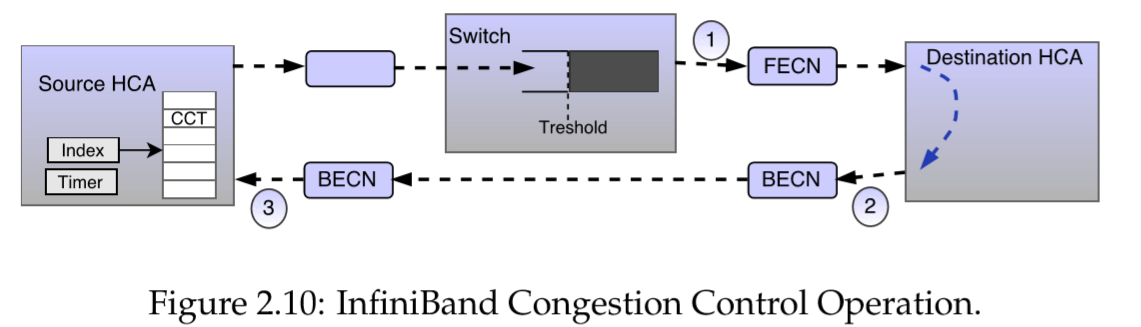 Source HCA
CCT
Index
Timer
Switch
Treshold
1
FECN
Destination HCA
BECN
3
BECN
2
Figure 2.10: InfiniBand Congestion Control Operation.